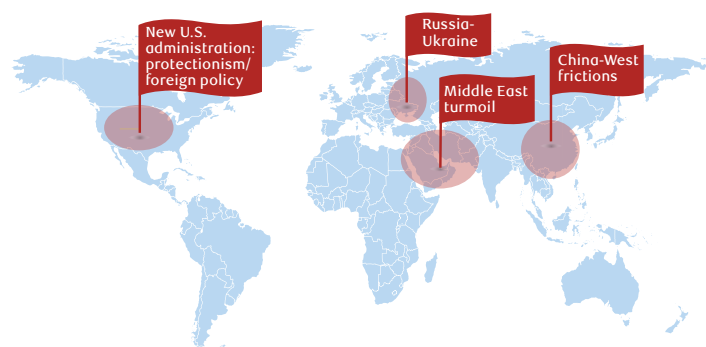 New U.S.
administration:
protectionism/
foreign policy
Russia-
Ukraine
Middle East
turmoil
China-West
frictions